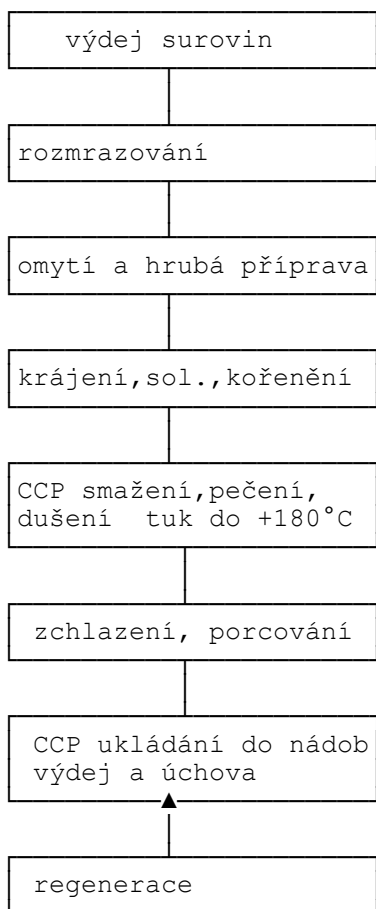 výdej surovin
rozmrazování
omytí a hrubá příprava
krájení,sol.,kořenění
CCP smažení,pečení,
dušení tuk do +180°C
zchlazení, porcování
CCP ukládání do nádob
výdej a úchova
regenerace